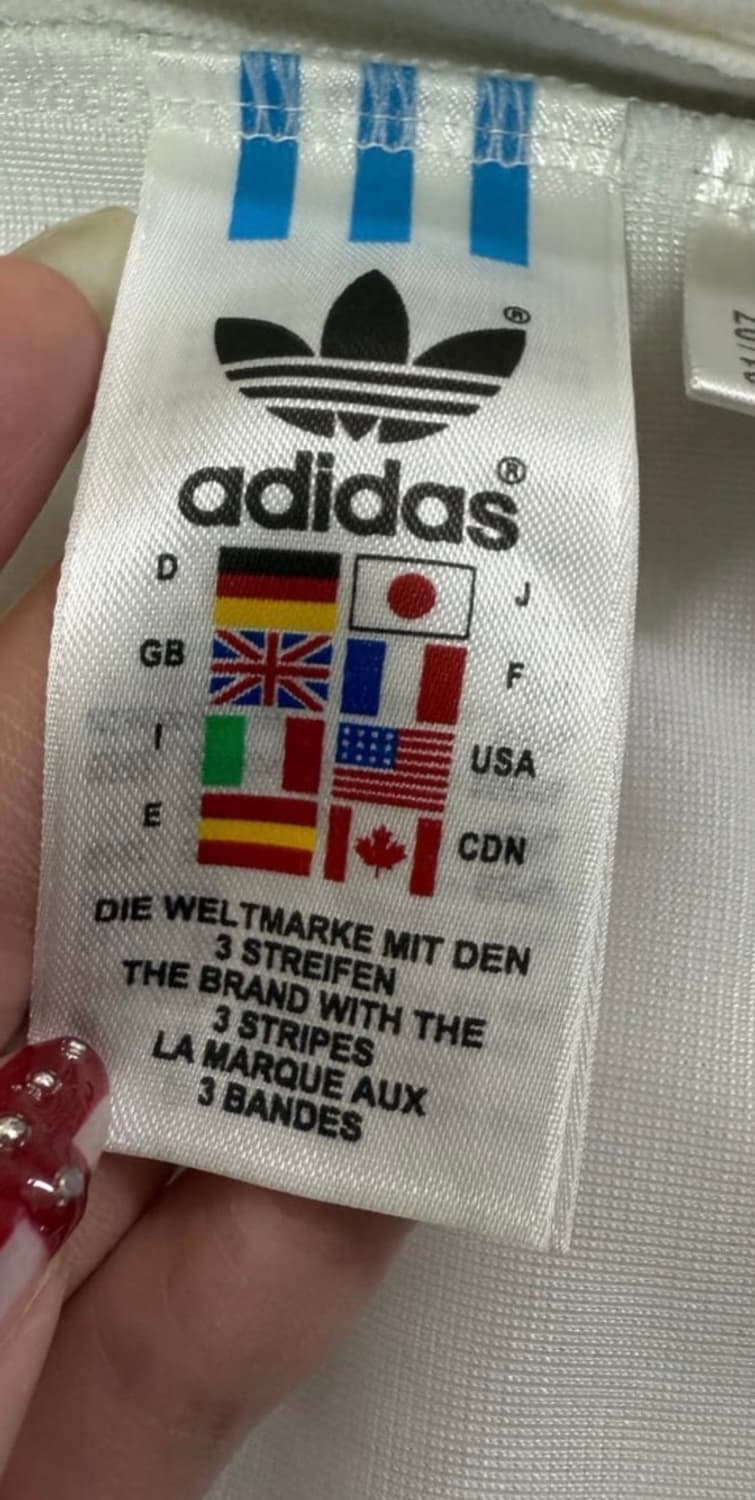 ®
adidas®
D J
GB F
I USA
E CDN
DIE WELTMARKE MIT DEN
3 STREIFEN
THE BRAND WITH THE
3 STRIPES
LA MARQUE AUX
3 BANDES